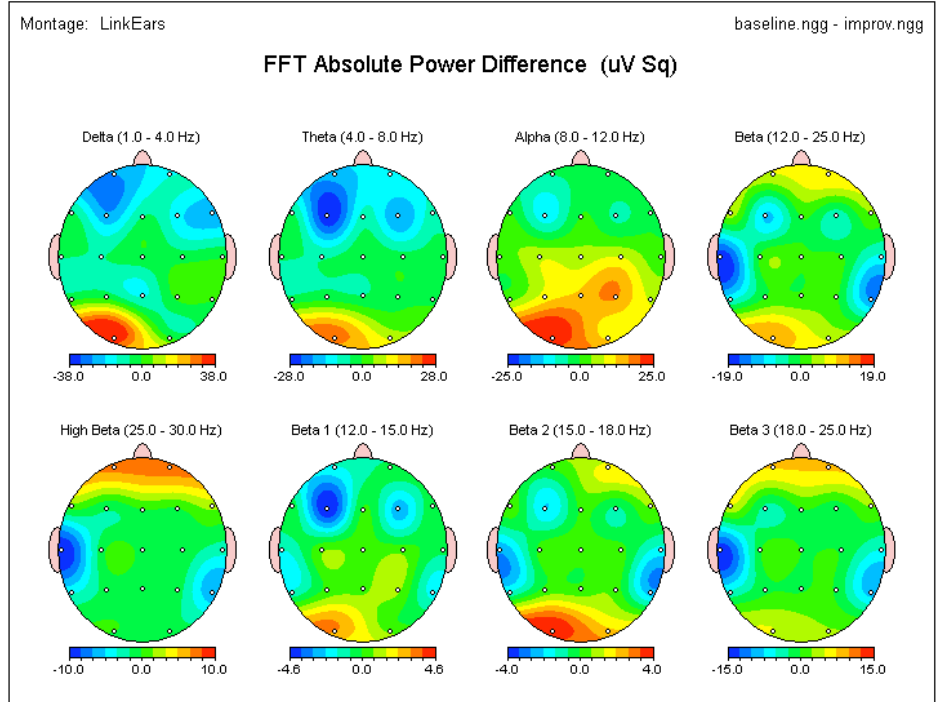 Montage: LinkEars baseline.ngg - improv.ngg
FFT Absolute Power Difference (uV Sq)
Delta (1.0 - 4.0 Hz) Theta (4.0 - 8.0 Hz) Alpha (8.0 - 12.0 Hz) Beta (12.0 - 25.0 Hz)
-38.0 0.0 38.0 -28.0 0.0 28.0 -25.0 0.0 25.0 -19.0 0.0 19.0
High Beta (25.0 - 30.0 Hz) Beta 1 (12.0 - 15.0 Hz) Beta 2 (15.0 - 18.0 Hz) Beta 3 (18.0 - 25.0 Hz)
-10.0 0.0 10.0 -4.6 0.0 4.6 -4.0 0.0 4.0 -15.0 0.0 15.0